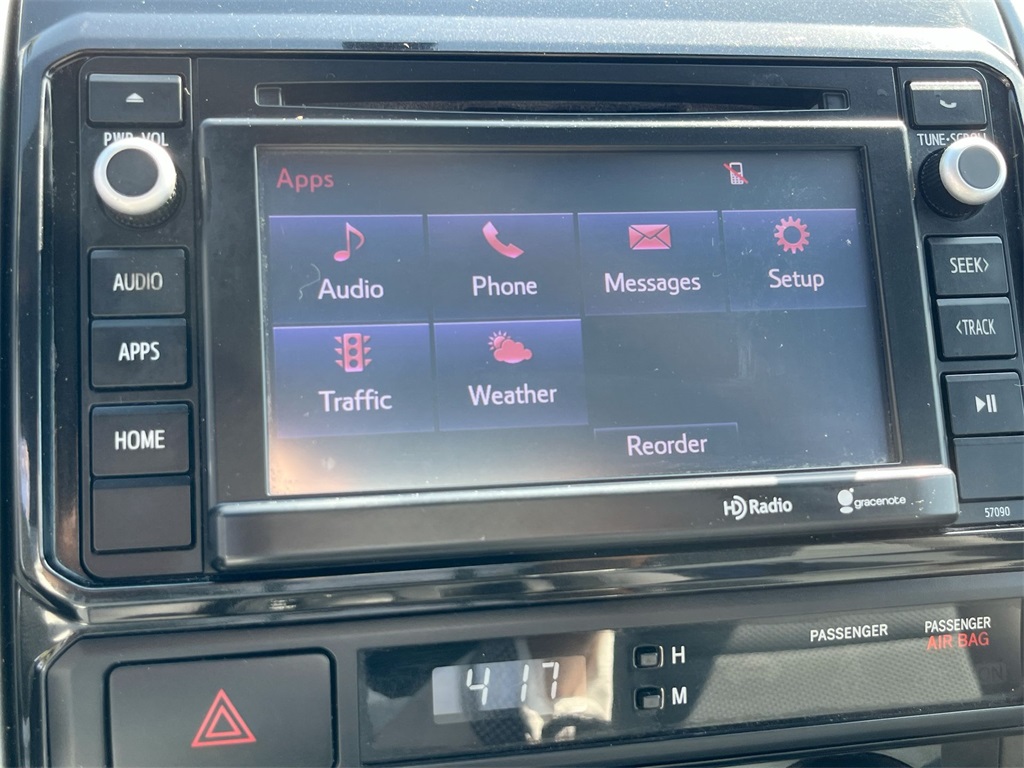 PWR·VOL
TUNE·SCROLL
AUDIO
APPS
HOME
Apps
Audio
Phone
Messages
Setup
Traffic
Weather
Reorder
SEEK>
<TRACK
HD Radio
gracenote
57090
4 17
H
M
PASSENGER
PASSENGER
AIR BAG